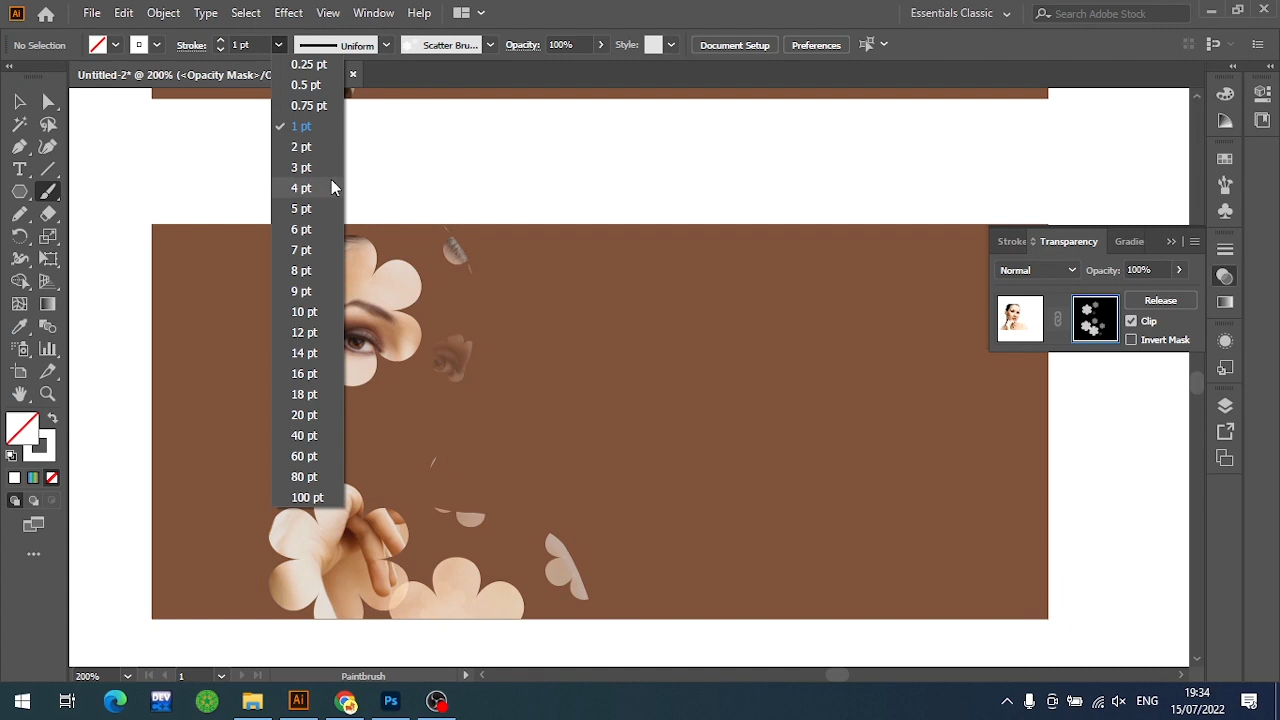 Ai File Edit Object Type Select Effect View Window Help Essentials Classic Search Adobe Stock
No Selection Stroke: 1 pt Uniform Scatter Bru... Opacity: 100% Style: Document Setup Preferences
Untitled-2* @ 200% (<Opacity Mask>/O
0.25 pt
0.5 pt
0.75 pt
1 pt
2 pt
3 pt
4 pt
5 pt
6 pt
7 pt
8 pt
9 pt
10 pt
12 pt
14 pt
16 pt
18 pt
20 pt
40 pt
60 pt
80 pt
100 pt
Stroke Transparency Gradie
Normal Opacity: 100%
Release
Clip
Invert Mask
200% 1 Paintbrush
DEV Ai Ps ENG 19:34
15/07/2022